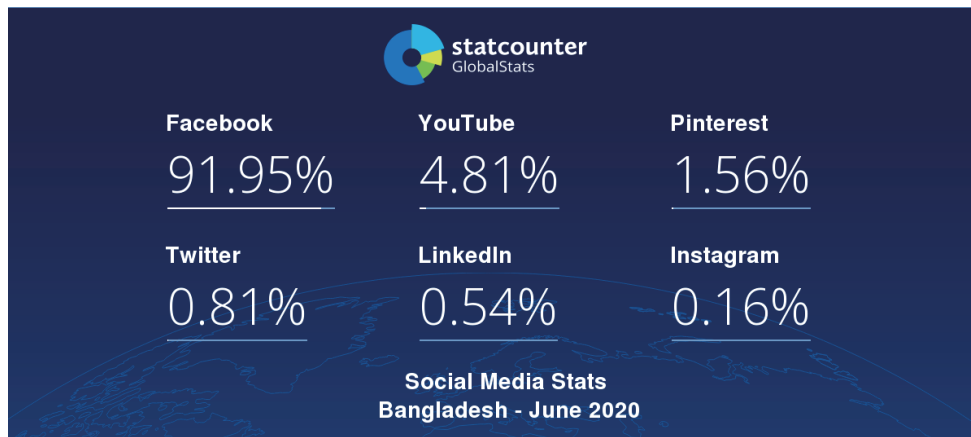 statcounter
GlobalStats
Facebook YouTube Pinterest
91.95% 4.81% 1.56%
Twitter LinkedIn Instagram
0.81% 0.54% 0.16%
Social Media Stats
Bangladesh - June 2020